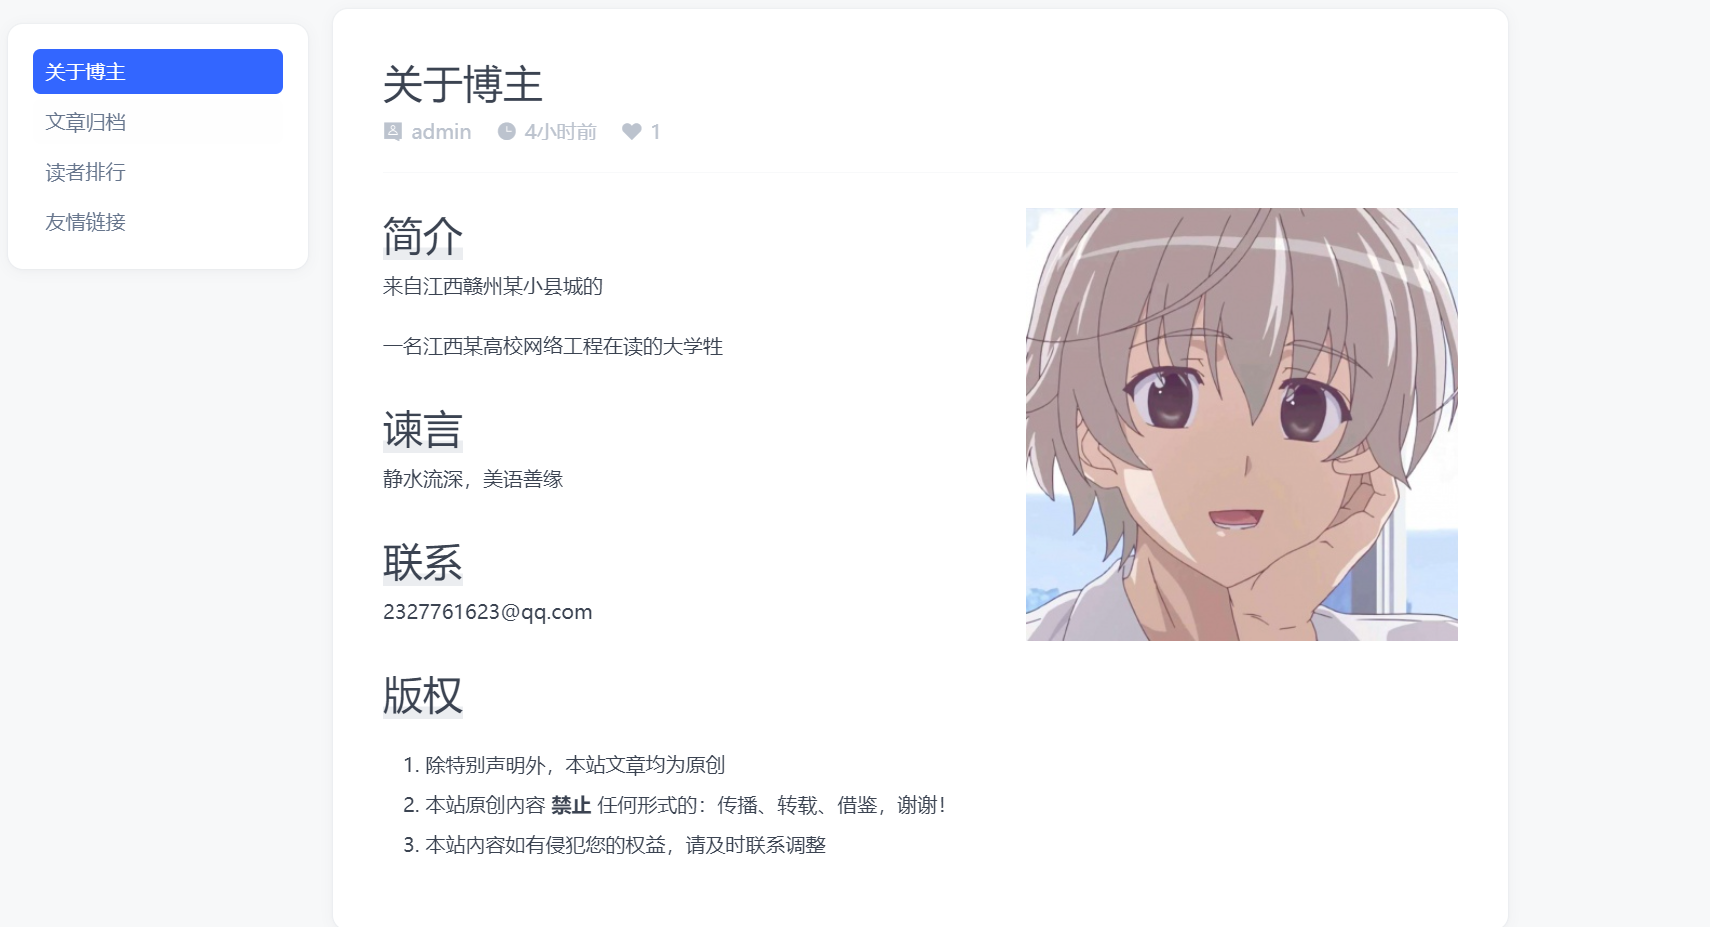 关于博主
文章归档
读者排行
友情链接
关于博主
admin 4小时前 1
简介
来自江西赣州某小县城的
一名江西某高校网络工程在读的大学牲
谏言
静水流深，美语善缘
联系
2327761623@qq.com
版权
1. 除特别声明外，本站文章均为原创
2. 本站原创内容 禁止 任何形式的：传播、转载、借鉴，谢谢！
3. 本站内容如有侵犯您的权益，请及时联系调整